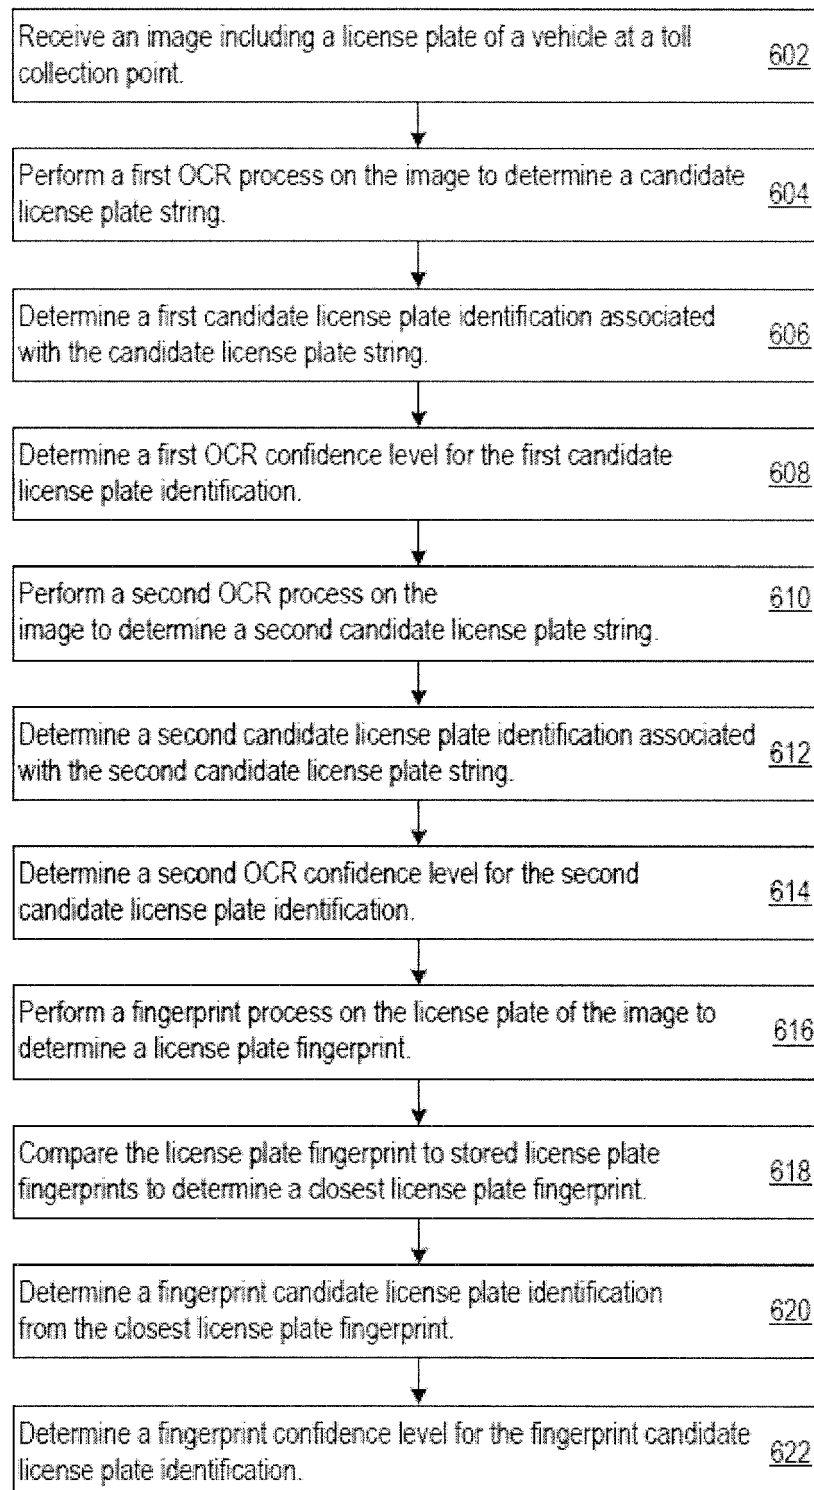 Receive an image including a license plate of a vehicle at a toll
collection point.
602
Perform a first OCR process on the image to determine a candidate
license plate string.
604
Determine a first candidate license plate identification associated
with the candidate license plate string.
606
Determine a first OCR confidence level for the first candidate
license plate identification.
608
Perform a second OCR process on the
image to determine a second candidate license plate string.
610
Determine a second candidate license plate identification associated
with the second candidate license plate string.
612
Determine a second OCR confidence level for the second
candidate license plate identification.
614
Perform a fingerprint process on the license plate of the image to
determine a license plate fingerprint.
616
Compare the license plate fingerprint to stored license plate
fingerprints to determine a closest license plate fingerprint.
618
Determine a fingerprint candidate license plate identification
from the closest license plate fingerprint.
620
Determine a fingerprint confidence level for the fingerprint candidate
license plate identification.
622